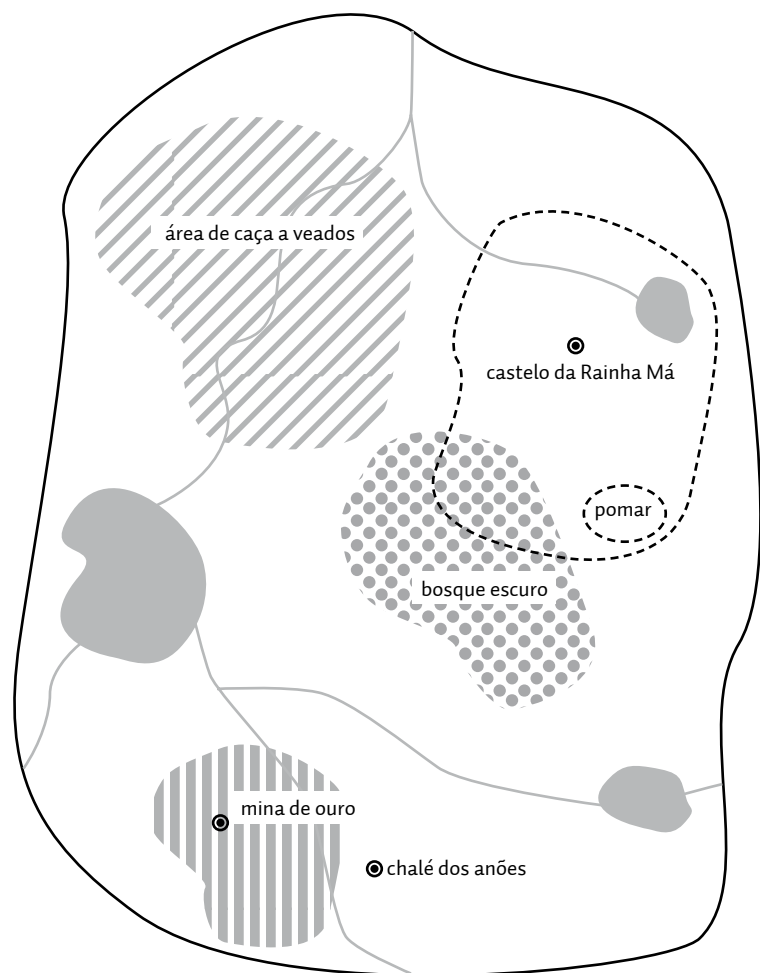 área de caça a veados
castelo da Rainha Má
pomar
bosque escuro
mina de ouro
chalé dos anões